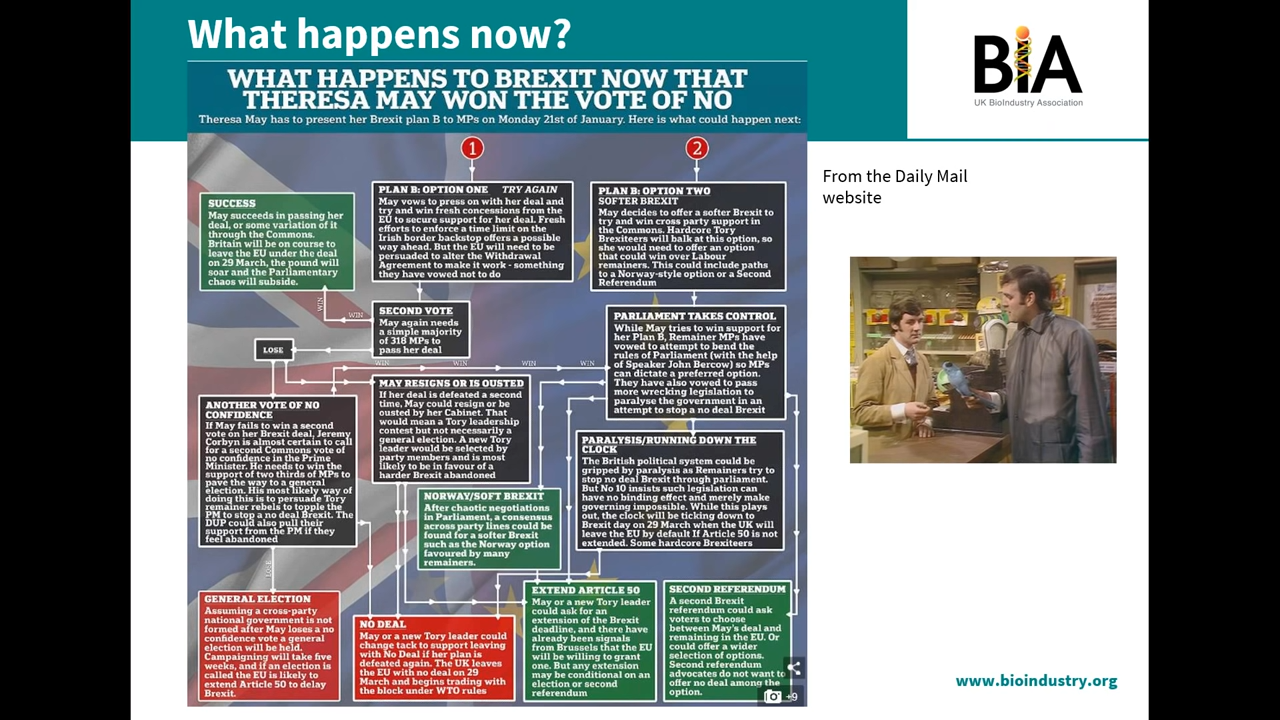 What happens now?
BIA
UK BioIndustry Association
WHAT HAPPENS TO BREXIT NOW THAT
THERESA MAY WON THE VOTE OF NO
Theresa May has to present her Brexit plan B to MPs on Monday 21st of January. Here is what could happen next:
1
2
From the Daily Mail
website
SUCCESS
May succeeds in passing her
deal, or some variation of it
through the Commons.
Britain will be on course to
leave the EU under the deal
on 29 March, the pound will
soar and the Parliamentary
chaos will subside.
PLAN B: OPTION ONE TRY AGAIN
May vows to press on with her deal and
try and win fresh concessions from the
EU to secure support for her deal. Fresh
efforts to enforce a time limit on the
Irish border backstop offers a possible
way ahead. But the EU will need to be
persuaded to alter the Withdrawal
Agreement to make it work - something
they have vowed not to do
PLAN B: OPTION TWO
SOFTER BREXIT
May decides to offer a softer Brexit to
try and win cross party support in
the Commons. Hardcore Tory
Brexiteers will balk at this option, so
she would need to offer an option
that could win over Labour
remainers. This could include paths
to a Norway-style option or a Second
Referendum
WIN
WIN
SECOND VOTE
May again needs
a simple majority
of 318 MPs to
pass her deal
LOSE
WIN
WIN
WIN
WIN
PARLIAMENT TAKES CONTROL
While May tries to win support for
her Plan B, Remainer MPs have
vowed to attempt to bend the
rules of Parliament (with the help
of Speaker John Bercow) so MPs
can dictate a preferred option.
They have also vowed to pass
more wrecking legislation to
paralyse the government in an
attempt to stop a no deal Brexit
ANOTHER VOTE OF NO
CONFIDENCE
If May fails to win a second
vote on her Brexit deal, Jeremy
Corbyn is almost certain to call
for a second Commons vote of
no confidence in the Prime
Minister. He needs to win the
support of two thirds of MPs to
pave the way to a general
election. His most likely way of
doing this is to persuade Tory
remainer rebels to topple the
PM to stop a no deal Brexit. The
DUP could also pull their
support from the PM if they
feel abandoned
MAY RESIGNS OR IS OUSTED
If her deal is defeated a second
time, May could resign or be
ousted by her Cabinet. That
would mean a Tory leadership
contest but not necessarily a
general election. A new Tory
leader would be selected by
party members and is most
likely to be in favour of a
harder Brexit abandoned
PARALYSIS/RUNNING DOWN THE
CLOCK
The British political system could be
gripped by paralysis as Remainers try to
stop no deal Brexit through parliament.
But No 10 insists such legislation can
have no binding effect and merely make
governing impossible. While this plays
out, the clock will be ticking down to
Brexit day on 29 March when the UK will
leave the EU by default If Article 50 is not
extended. Some hardcore Brexiteers
NORWAY/SOFT BREXIT
After chaotic negotiations
in Parliament, a consensus
across party lines could be
found for a softer Brexit
such as the Norway option
favoured by many
remainers.
LOSE
GENERAL ELECTION
Assuming a cross-party
national government is not
formed after May loses a no
confidence vote a general
election will be held.
Campaigning will take five
weeks, and if an election is
called the EU is likely to
extend Article 50 to delay
Brexit.
NO DEAL
May or a new Tory leader could
change tack to support leaving
with No Deal if her plan is
defeated again. The UK leaves
the EU with no deal on 29
March and begins trading with
the block under WTO rules
EXTEND ARTICLE 50
May or a new Tory leader
could ask for an
extension of the Brexit
deadline, and there have
already been signals
from Brussels that the EU
will be willing to grant
one. But any extension
may be conditional on an
election or second
referendum
SECOND REFERENDUM
A second Brexit
referendum could ask
voters to choose
between May's deal and
remaining in the EU. Or
could offer a wider
selection of options.
Second referendum
advocates do not want to
offer no deal among the
option.
+9
www.bioindustry.org